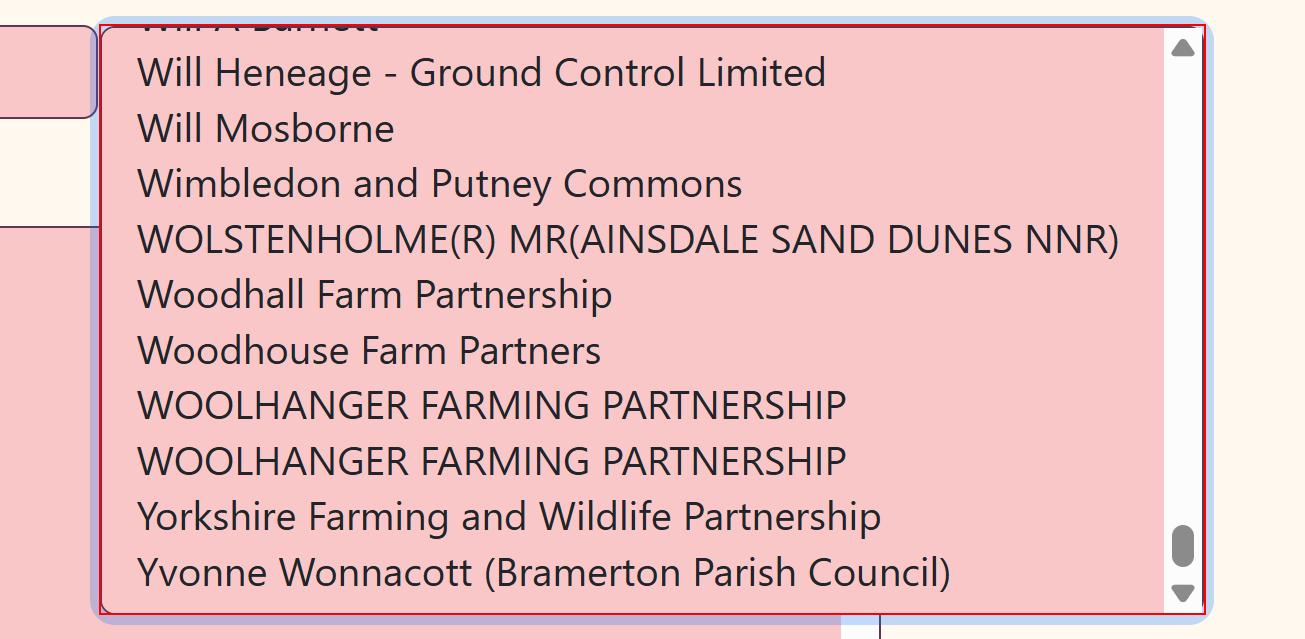 Will Heneage - Ground Control Limited
Will Mosborne
Wimbledon and Putney Commons
WOLSTENHOLME(R) MR(AINSDALE SAND DUNES NNR)
Woodhall Farm Partnership
Woodhouse Farm Partners
WOOLHANGER FARMING PARTNERSHIP
WOOLHANGER FARMING PARTNERSHIP
Yorkshire Farming and Wildlife Partnership
Yvonne Wonnacott (Bramerton Parish Council)